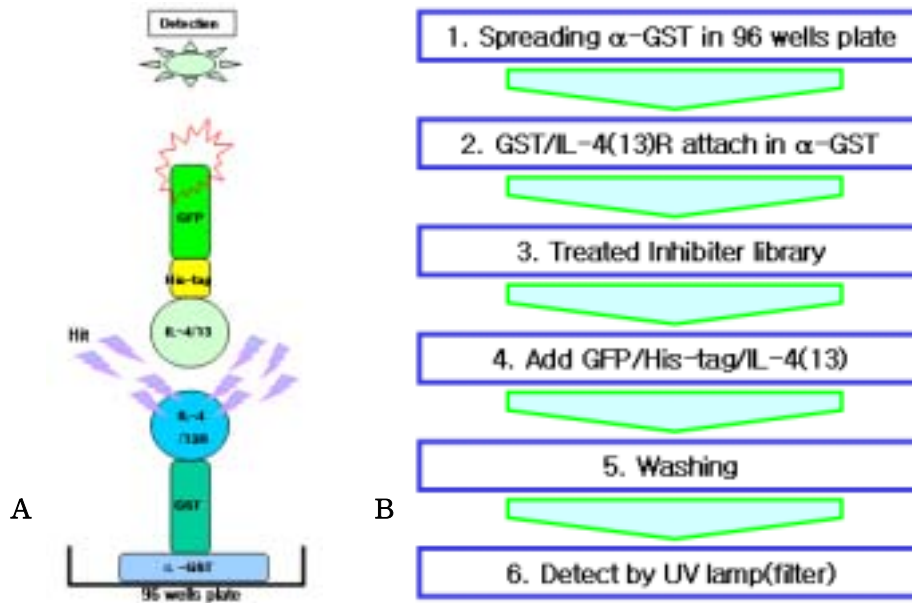 Detection
GFP
His-tag
IL-4/13
Hit
IL-4
/13R
GST
α-GST
96 wells plate
A
1. Spreading α-GST in 96 wells plate
2. GST/IL-4(13)R attach in α-GST
3. Treated Inhibiter library
4. Add GFP/His-tag/IL-4(13)
5. Washing
6. Detect by UV lamp(filter)
B